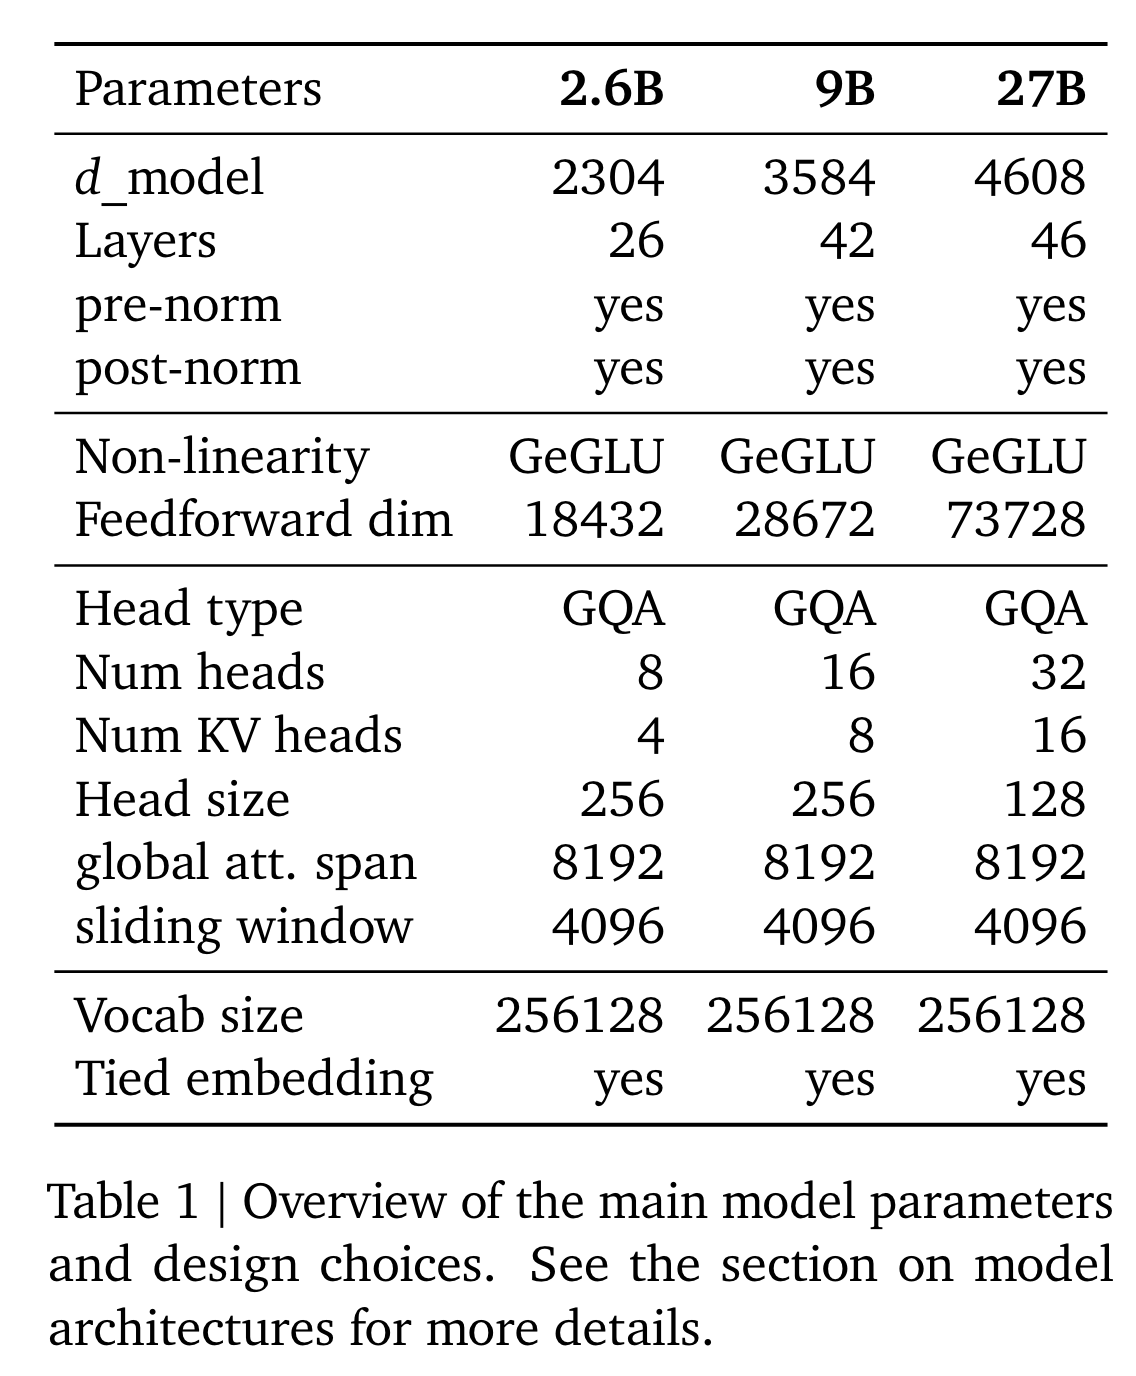 Parameters 2.6B 9B 27B
d_model 2304 3584 4608
Layers 26 42 46
pre-norm yes yes yes
post-norm yes yes yes
Non-linearity GeGLU GeGLU GeGLU
Feedforward dim 18432 28672 73728
Head type GQA GQA GQA
Num heads 8 16 32
Num KV heads 4 8 16
Head size 256 256 128
global att. span 8192 8192 8192
sliding window 4096 4096 4096
Vocab size 256128 256128 256128
Tied embedding yes yes yes
Table 1 | Overview of the main model parameters
and design choices. See the section on model
architectures for more details.